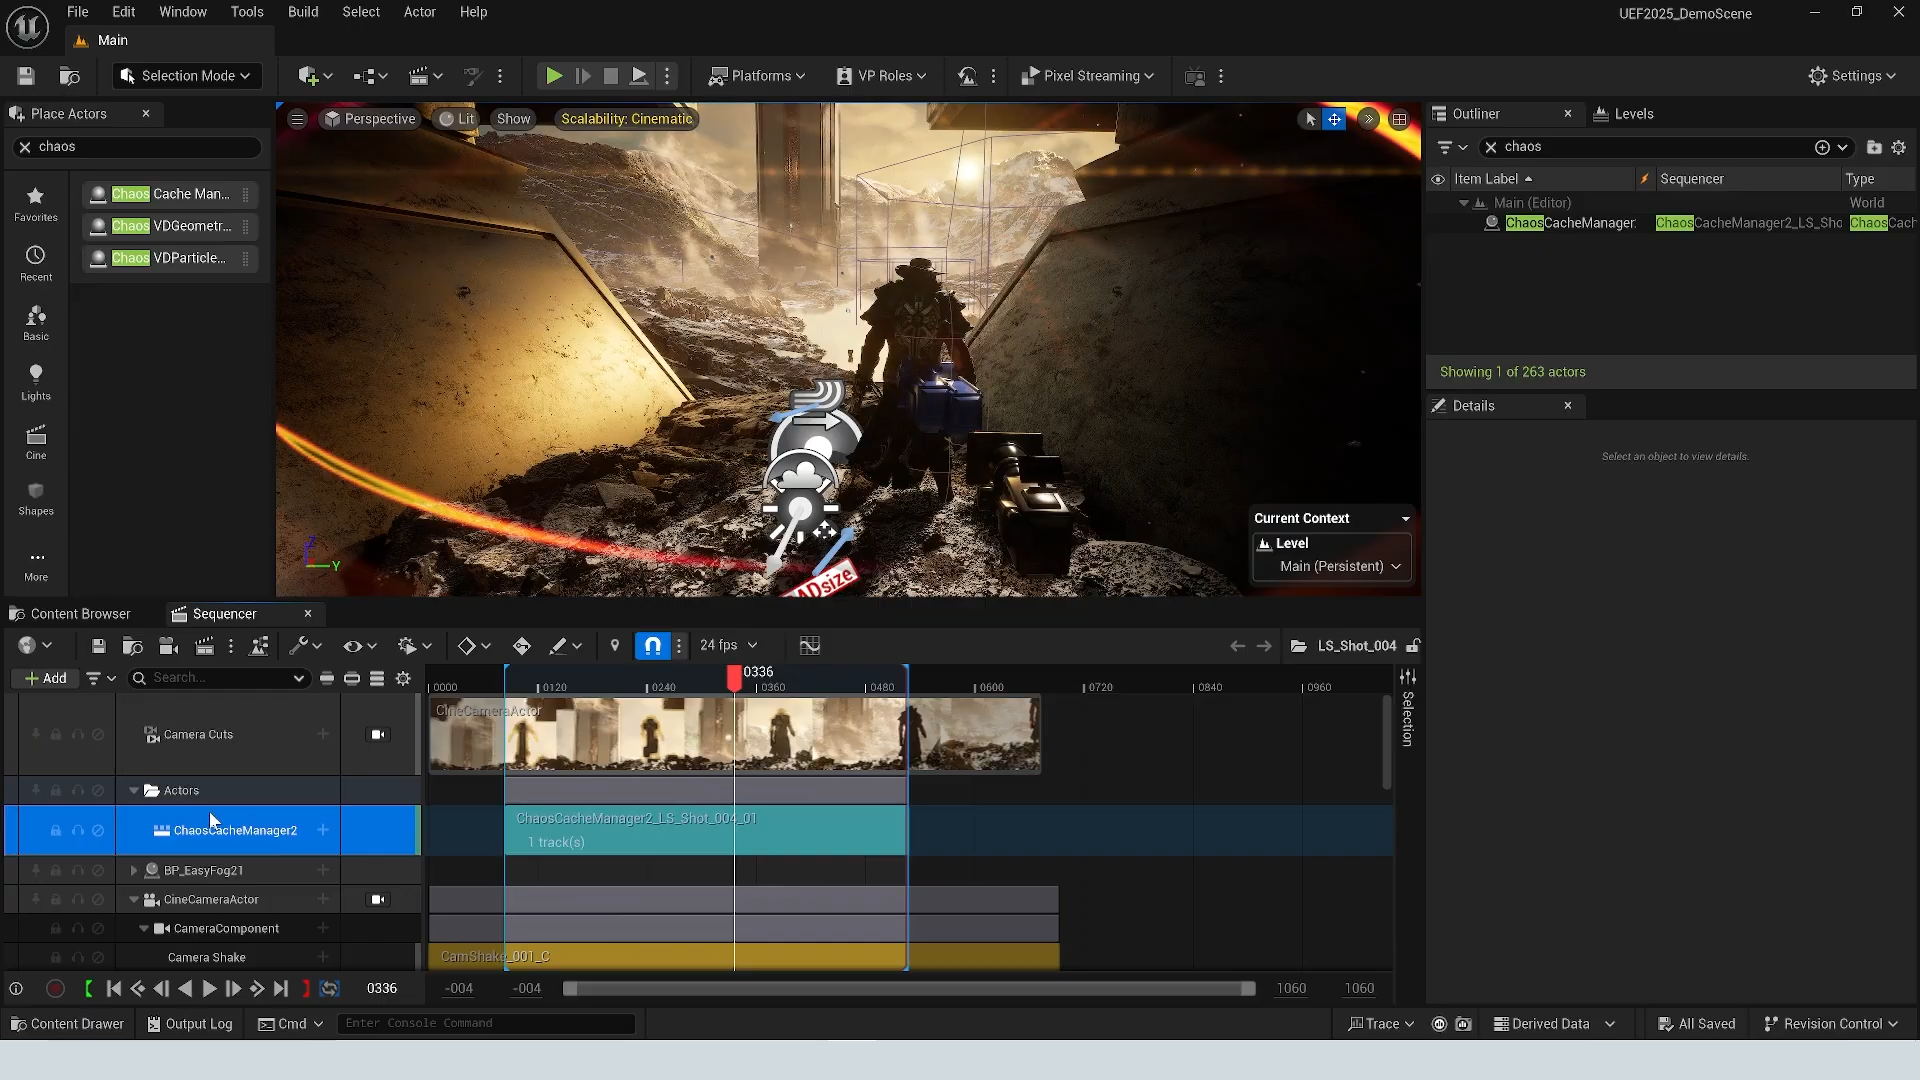 File Edit Window Tools Build Select Actor Help
UEF2025_DemoScene
Main
Selection Mode
Platforms
VP Roles
Pixel Streaming
Settings
Place Actors
chaos
Favorites
Recent
Basic
Lights
Cine
Shapes
More
Chaos Cache Man...
Chaos VDGeometr...
Chaos VDParticle...
Perspective
Lit
Show
Scalability: Cinematic
Z
Y
ADsize
Current Context
Level
Main (Persistent)
Outliner
Levels
chaos
Item Label
Sequencer
Type
Main (Editor)
World
ChaosCacheManager
ChaosCacheManager2_LS_Sho
ChaosCach
Showing 1 of 263 actors
Details
Select an object to view details.
Content Browser
Sequencer
24 fps
LS_Shot_004
Add
Search...
0336
0000 0120 0240 0360 0480 0600 0720 0840 0960
Selection
Camera Cuts
CineCameraActor
Actors
ChaosCacheManager2
ChaosCacheManager2_LS_Shot_004_01
1 track(s)
BP_EasyFog21
CineCameraActor
CameraComponent
Camera Shake
CamShake_001_C
0336
-004
-004
1060
1060
Content Drawer
Output Log
Cmd
Enter Console Command
Trace
Derived Data
All Saved
Revision Control